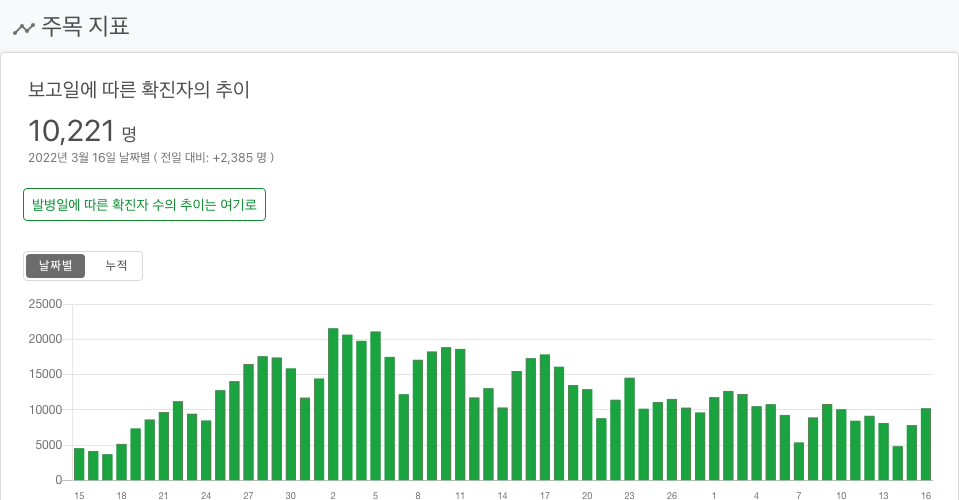 주목 지표
보고일에 따른 확진자의 추이
10,221 명
2022년 3월 16일 날짜별 ( 전일 대비: +2,385 명 )
발병일에 따른 확진자 수의 추이는 여기로
날짜별 누적
25000
20000
15000
10000
5000
0
15 18 21 24 27 30 2 5 8 11 14 17 20 23 26 1 4 7 10 13 16